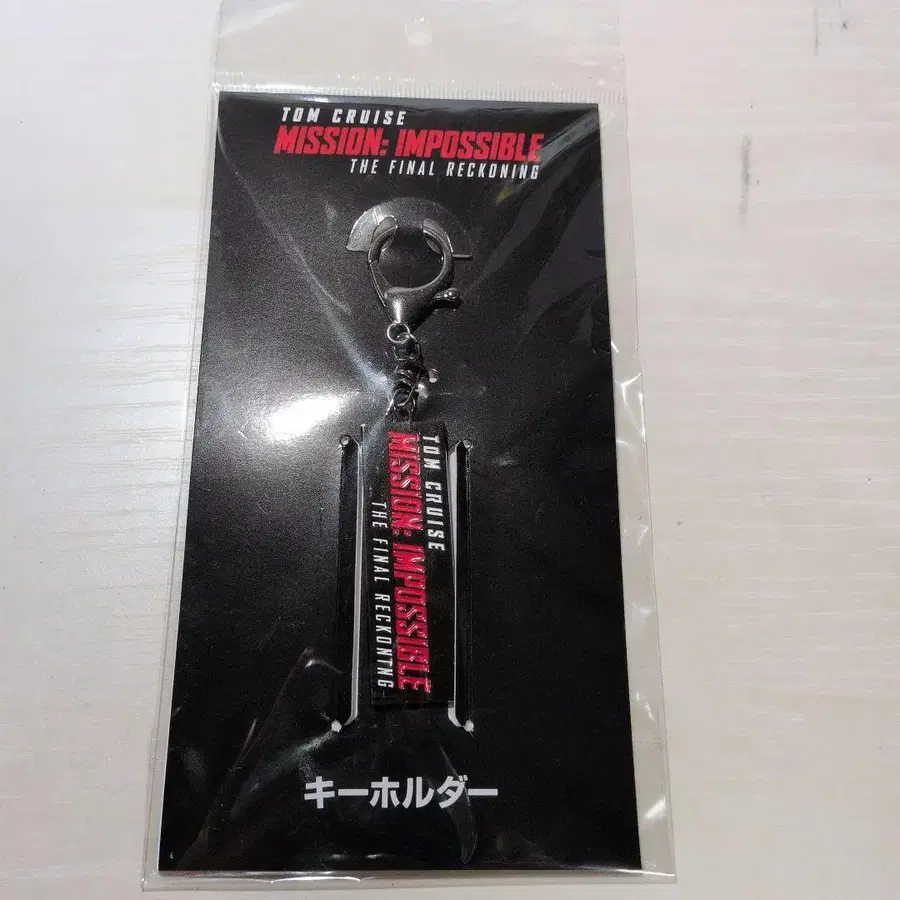 TOM CRUISE
MISSION: IMPOSSIBLE
THE FINAL RECKONING
TOM CRUISE
MISSION: IMPOSSIBLE
THE FINAL RECKONING
キーホルダー